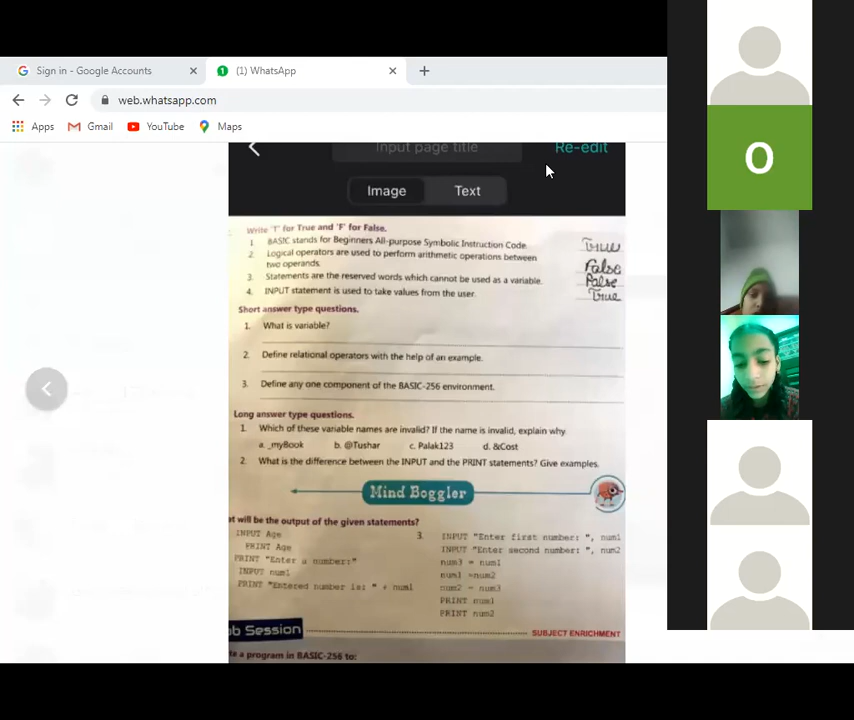 Sign in - Google Accounts
(1) WhatsApp
web.whatsapp.com
Apps Gmail YouTube Maps
Input page title Re-edit
Image Text
Write 'T' for True and 'F' for False.
1. BASIC stands for Beginners All-purpose Symbolic Instruction Code. True
2. Logical operators are used to perform arithmetic operations between
two operands. False
3. Statements are the reserved words which cannot be used as a variable. False
4. INPUT statement is used to take values from the user. True
Short answer type questions.
1. What is variable?
2. Define relational operators with the help of an example.
3. Define any one component of the BASIC-256 environment.
Long answer type questions.
1. Which of these variable names are invalid? If the name is invalid, explain why.
a. _myBook b. @Tushar c. Palak123 d. &Cost
2. What is the difference between the INPUT and the PRINT statements? Give examples.
Mind Boggler
at will be the output of the given statements?
INPUT Age
PRINT Age
PRINT "Enter a number:"
INPUT num1
PRINT "Entered number is: " + num1
3. INPUT "Enter first number: ", num1
INPUT "Enter second number: ", num2
num3 = num1
num1 =num2
num2 = num3
PRINT num1
PRINT num2
b Session SUBJECT ENRICHMENT
te a program in BASIC-256 to:
O